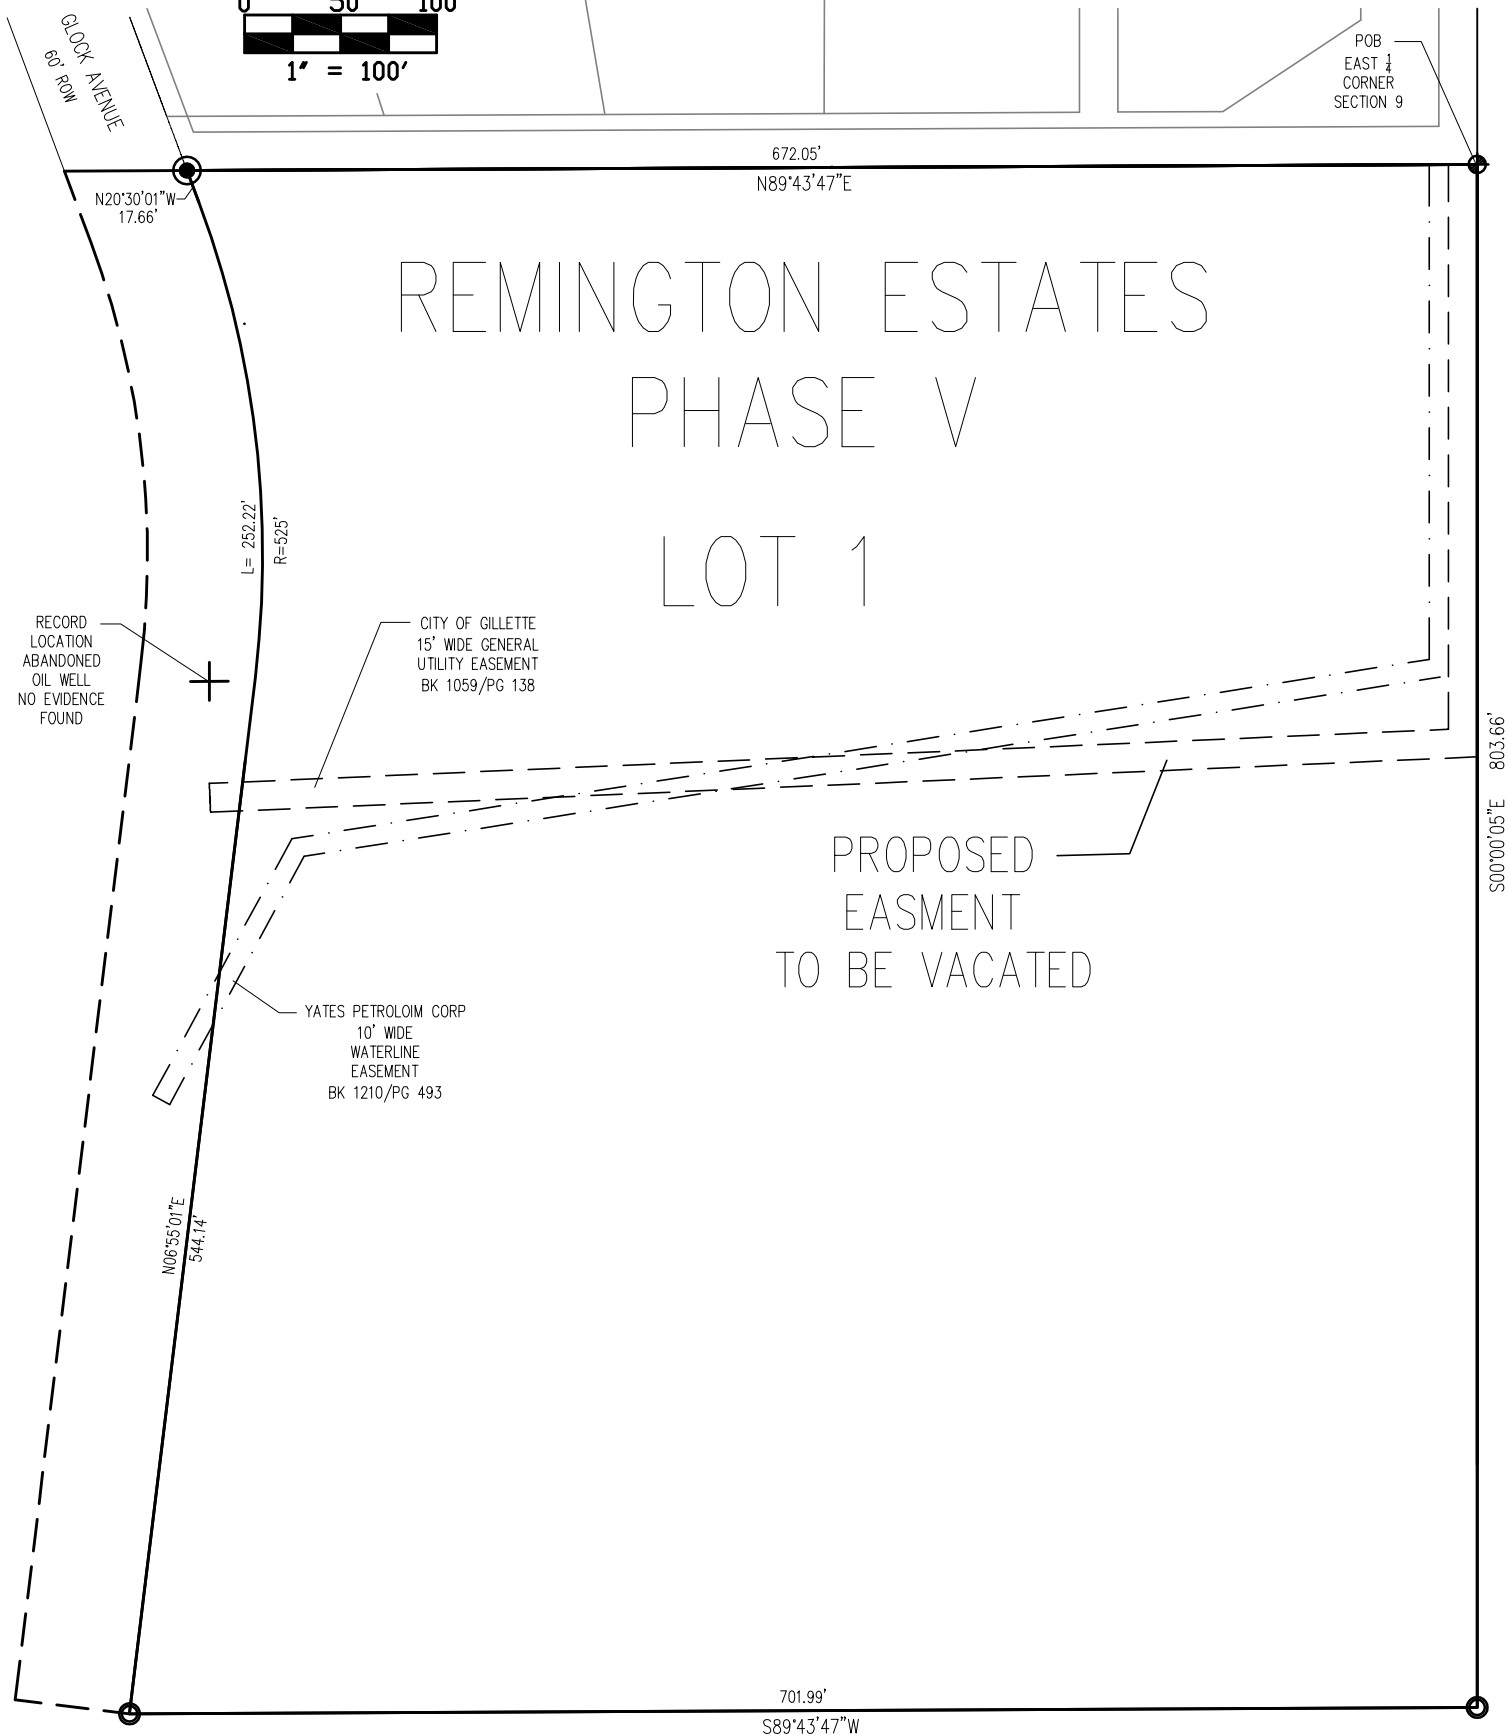 0 50 100
1" = 100'
GLOCK AVENUE
60' ROW
POB
EAST 1/4
CORNER
SECTION 9
672.05'
N89°43'47"E
N20°30'01"W
17.66'
REMINGTON ESTATES
PHASE V
LOT 1
L= 252.22'
R=525'
RECORD
LOCATION
ABANDONED
OIL WELL
NO EVIDENCE
FOUND
CITY OF GILLETTE
15' WIDE GENERAL
UTILITY EASEMENT
BK 1059/PG 138
S00°00'05"E 803.66'
PROPOSED
EASMENT
TO BE VACATED
YATES PETROLOIM CORP
10' WIDE
WATERLINE
EASEMENT
BK 1210/PG 493
N06°55'01"E
544.14'
701.99'
S89°43'47"W